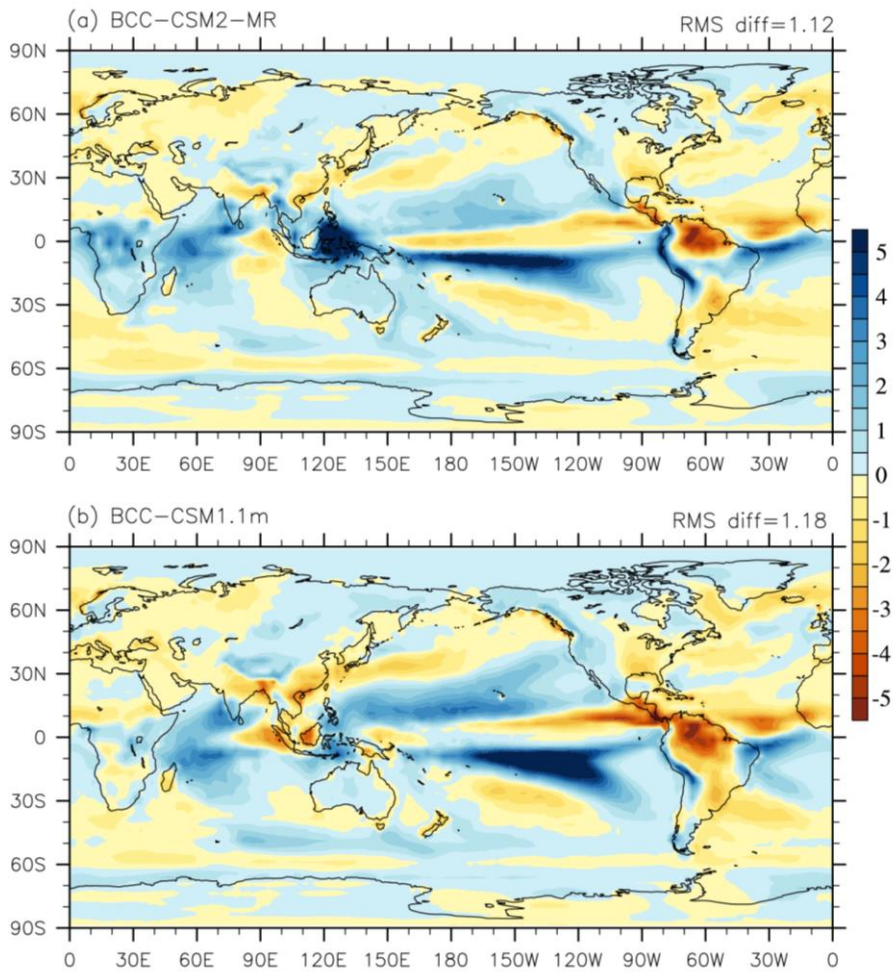 (a) BCC-CSM2-MR RMS diff=1.12
90N
60N
30N
0
30S
60S
90S
0 30E 60E 90E 120E 150E 180 150W 120W 90W 60W 30W 0
(b) BCC-CSM1.1m RMS diff=1.18
90N
60N
30N
0
30S
60S
90S
0 30E 60E 90E 120E 150E 180 150W 120W 90W 60W 30W 0
5
4
3
2
1
0
-1
-2
-3
-4
-5